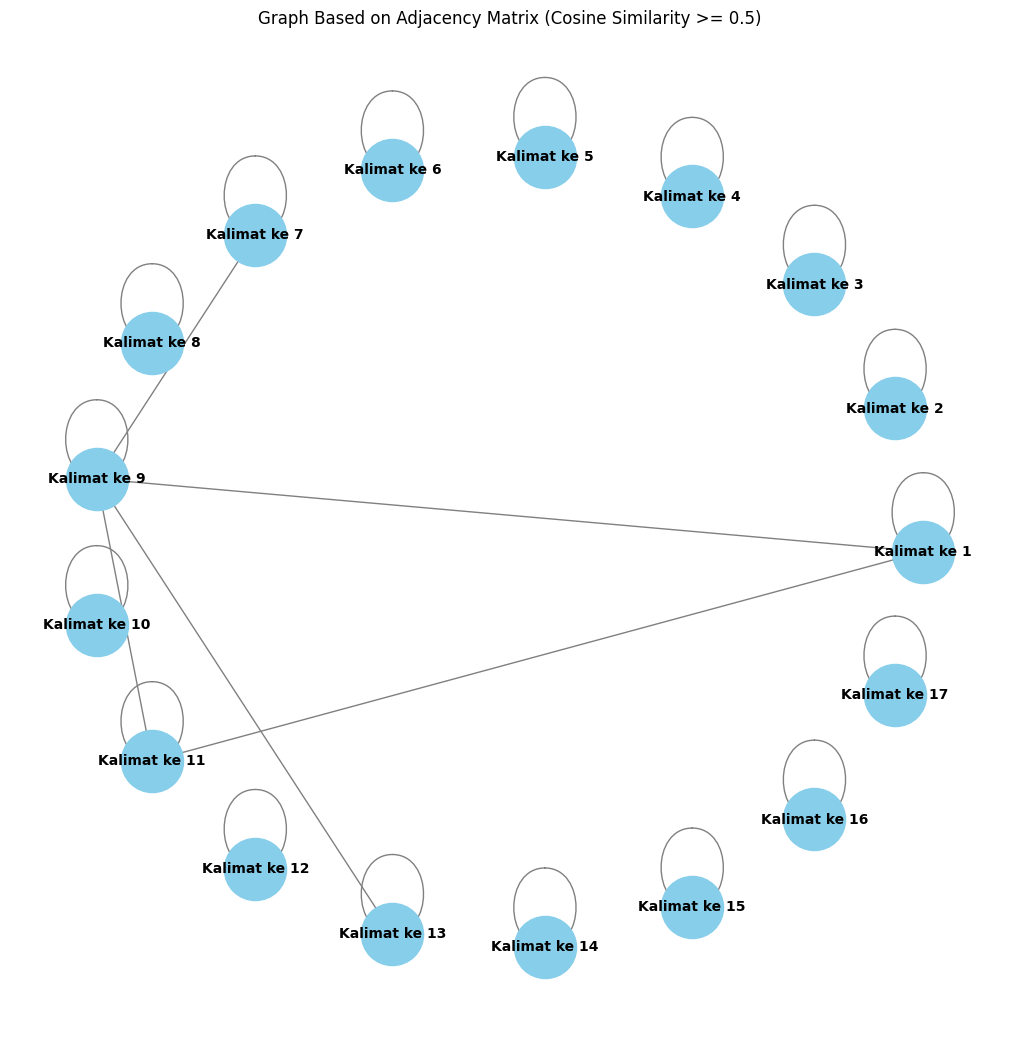 Graph Based on Adjacency Matrix (Cosine Similarity >= 0.5)
Kalimat ke 5
Kalimat ke 6
Kalimat ke 4
Kalimat ke 7
Kalimat ke 3
Kalimat ke 8
Kalimat ke 2
Kalimat ke 9
Kalimat ke 1
Kalimat ke 10
Kalimat ke 17
Kalimat ke 11
Kalimat ke 16
Kalimat ke 12
Kalimat ke 15
Kalimat ke 13
Kalimat ke 14